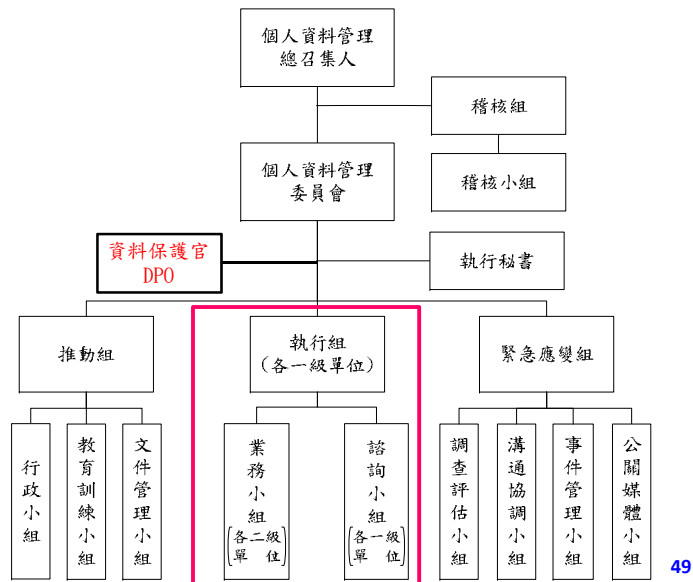 個人資料管理
總召集人
稽核組
個人資料管理
委員會
稽核小組
資料保護官
DPO
執行秘書
推動組
執行組
(各一級單位)
緊急應變組
行政小組
教育訓練小組
文件管理小組
業務小組
(各二級
單 位)
諮詢小組
(各一級
單 位)
調查評估小組
溝通協調小組
事件管理小組
公關媒體小組
49